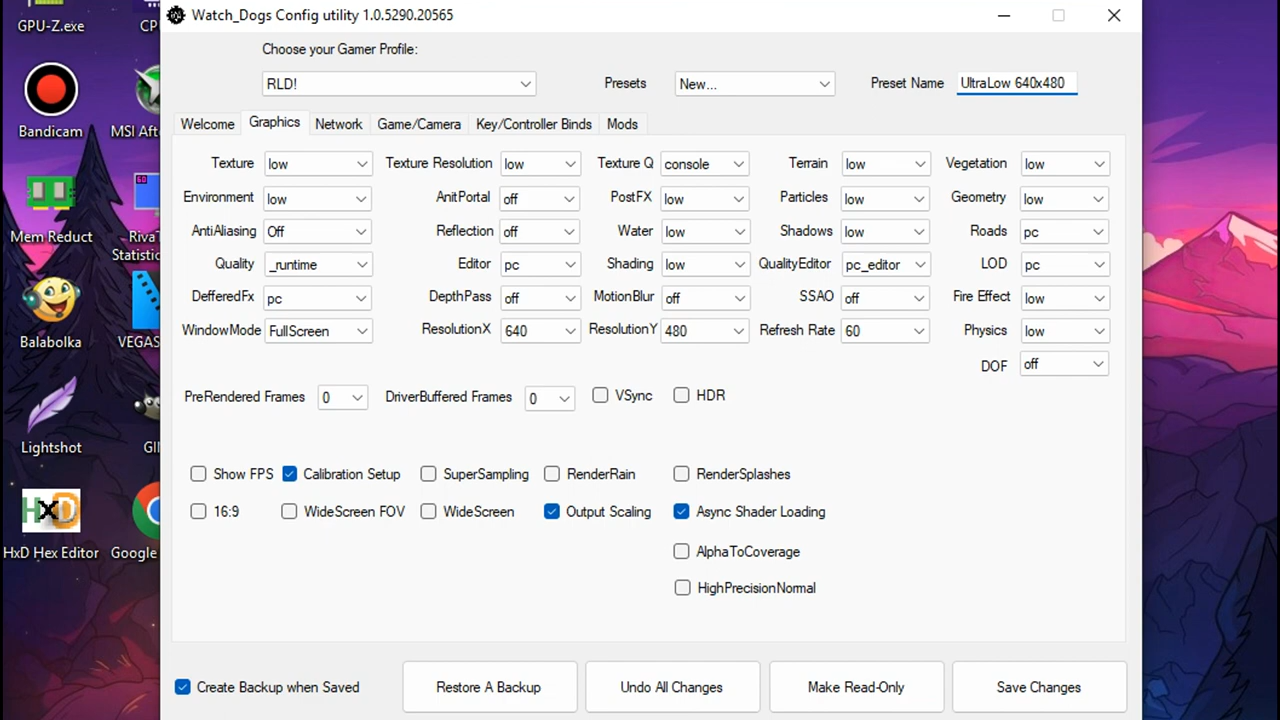 GPU-Z.exe
CP
Bandicam
MSI Aft
Mem Reduct
RivaT
Statistic
Balabolka
VEGAS
Lightshot
GI
HxD
HxD Hex Editor
Google
Watch_Dogs Config utility 1.0.5290.20565
Choose your Gamer Profile:
RLD!
Presets
New...
Preset Name
UltraLow 640x480
Welcome
Graphics
Network
Game/Camera
Key/Controller Binds
Mods
Texture low Texture Resolution low Texture Q console Terrain low Vegetation low
Environment low AnitPortal off PostFX low Particles low Geometry low
AntiAliasing Off Reflection off Water low Shadows low Roads pc
Quality _runtime Editor pc Shading low QualityEditor pc_editor LOD pc
DefferedFx pc DepthPass off MotionBlur off SSAO off Fire Effect low
WindowMode FullScreen ResolutionX 640 ResolutionY 480 Refresh Rate 60 Physics low
DOF off
PreRendered Frames 0 DriverBuffered Frames 0 VSync HDR
Show FPS Calibration Setup SuperSampling RenderRain RenderSplashes
16:9 WideScreen FOV WideScreen Output Scaling Async Shader Loading
AlphaToCoverage
HighPrecisionNormal
Create Backup when Saved
Restore A Backup
Undo All Changes
Make Read-Only
Save Changes